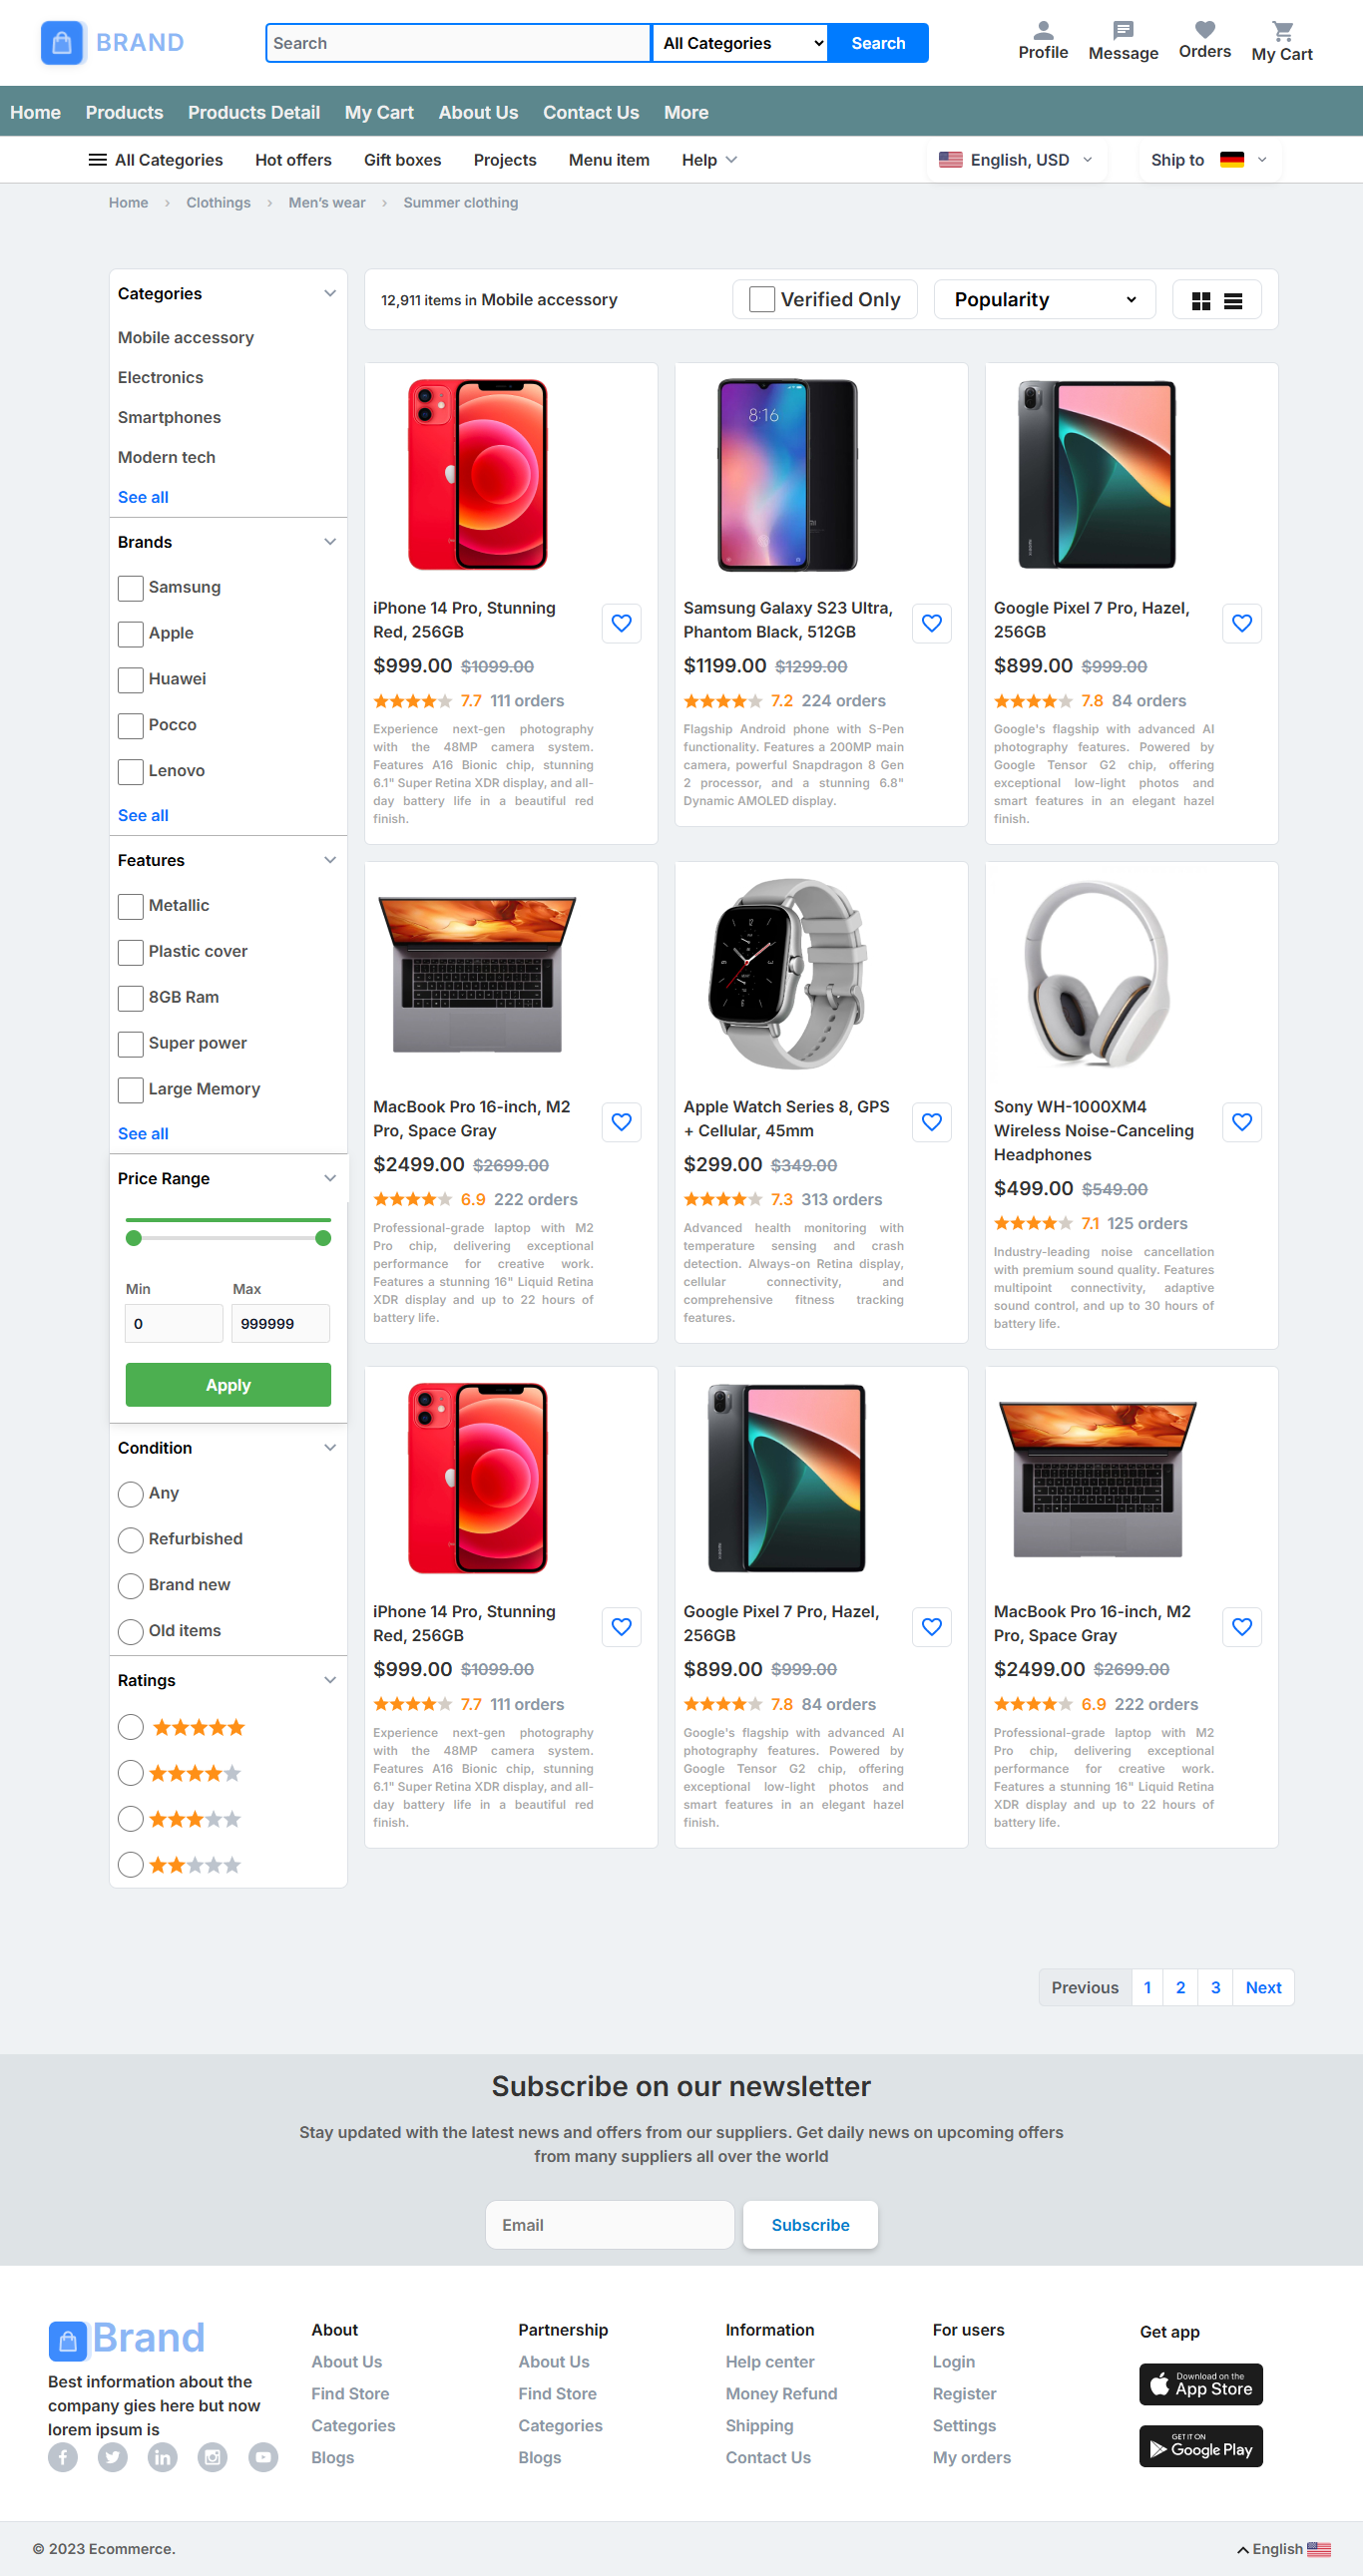 BRAND
Search
All Categories
Search
Profile
Message
Orders
My Cart
Home
Products
Products Detail
My Cart
About Us
Contact Us
More
All Categories
Hot offers
Gift boxes
Projects
Menu item
Help
English, USD
Ship to
Home › Clothings › Men’s wear › Summer clothing
Categories
Mobile accessory
Electronics
Smartphones
Modern tech
See all
Brands
Samsung
Apple
Huawei
Pocco
Lenovo
See all
Features
Metallic
Plastic cover
8GB Ram
Super power
Large Memory
See all
Price Range
Min
Max
0
999999
Apply
Condition
Any
Refurbished
Brand new
Old items
Ratings
12,911 items in Mobile accessory
Verified Only
Popularity
iPhone 14 Pro, Stunning
Red, 256GB
$999.00 $1099.00
7.7 111 orders
Experience next-gen photography
with the 48MP camera system.
Features A16 Bionic chip, stunning
6.1" Super Retina XDR display, and all-
day battery life in a beautiful red
finish.
8:16
Samsung Galaxy S23 Ultra,
Phantom Black, 512GB
$1199.00 $1299.00
7.2 224 orders
Flagship Android phone with S-Pen
functionality. Features a 200MP main
camera, powerful Snapdragon 8 Gen
2 processor, and a stunning 6.8"
Dynamic AMOLED display.
Google Pixel 7 Pro, Hazel,
256GB
$899.00 $999.00
7.8 84 orders
Google's flagship with advanced AI
photography features. Powered by
Google Tensor G2 chip, offering
exceptional low-light photos and
smart features in an elegant hazel
finish.
MacBook Pro 16-inch, M2
Pro, Space Gray
$2499.00 $2699.00
6.9 222 orders
Professional-grade laptop with M2
Pro chip, delivering exceptional
performance for creative work.
Features a stunning 16" Liquid Retina
XDR display and up to 22 hours of
battery life.
Apple Watch Series 8, GPS
+ Cellular, 45mm
$299.00 $349.00
7.3 313 orders
Advanced health monitoring with
temperature sensing and crash
detection. Always-on Retina display,
cellular connectivity, and
comprehensive fitness tracking
features.
Sony WH-1000XM4
Wireless Noise-Canceling
Headphones
$499.00 $549.00
7.1 125 orders
Industry-leading noise cancellation
with premium sound quality. Features
multipoint connectivity, adaptive
sound control, and up to 30 hours of
battery life.
iPhone 14 Pro, Stunning
Red, 256GB
$999.00 $1099.00
7.7 111 orders
Experience next-gen photography
with the 48MP camera system.
Features A16 Bionic chip, stunning
6.1" Super Retina XDR display, and all-
day battery life in a beautiful red
finish.
Google Pixel 7 Pro, Hazel,
256GB
$899.00 $999.00
7.8 84 orders
Google's flagship with advanced AI
photography features. Powered by
Google Tensor G2 chip, offering
exceptional low-light photos and
smart features in an elegant hazel
finish.
MacBook Pro 16-inch, M2
Pro, Space Gray
$2499.00 $2699.00
6.9 222 orders
Professional-grade laptop with M2
Pro chip, delivering exceptional
performance for creative work.
Features a stunning 16" Liquid Retina
XDR display and up to 22 hours of
battery life.
Previous 1 2 3 Next
Subscribe on our newsletter
Stay updated with the latest news and offers from our suppliers. Get daily news on upcoming offers
from many suppliers all over the world
Email
Subscribe
Brand
Best information about the
company gies here but now
lorem ipsum is
About
About Us
Find Store
Categories
Blogs
Partnership
About Us
Find Store
Categories
Blogs
Information
Help center
Money Refund
Shipping
Contact Us
For users
Login
Register
Settings
My orders
Get app
Download on the
App Store
GET IT ON
Google Play
© 2023 Ecommerce.
English